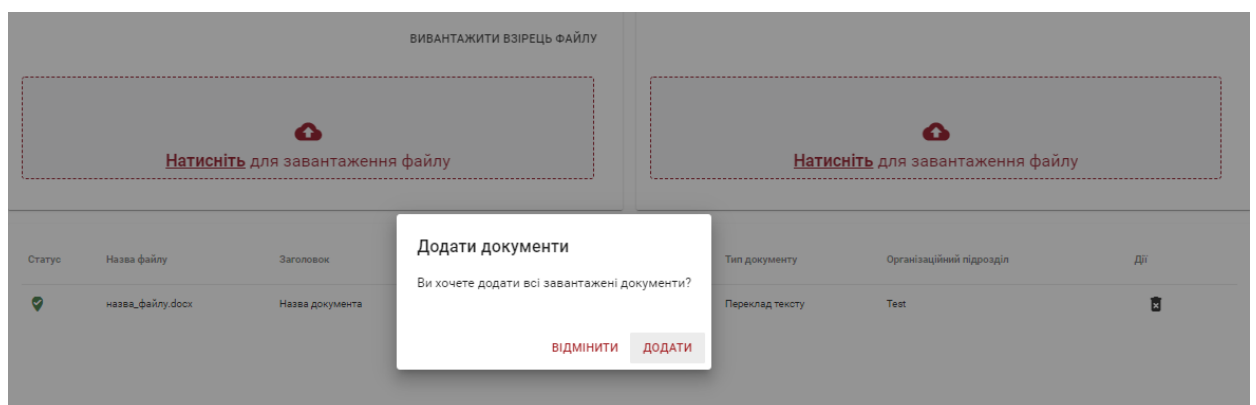 ВИВАНТАЖИТИ ВЗІРЕЦЬ ФАЙЛУ
Натисніть для завантаження файлу
Натисніть для завантаження файлу
Статус Назва файлу Заголовок Тип документу Організаційний підрозділ Дії
назва_файлу.docx Назва документа Переклад тексту Test
Додати документи
Ви хочете додати всі завантажені документи?
ВІДМІНИТИ ДОДАТИ